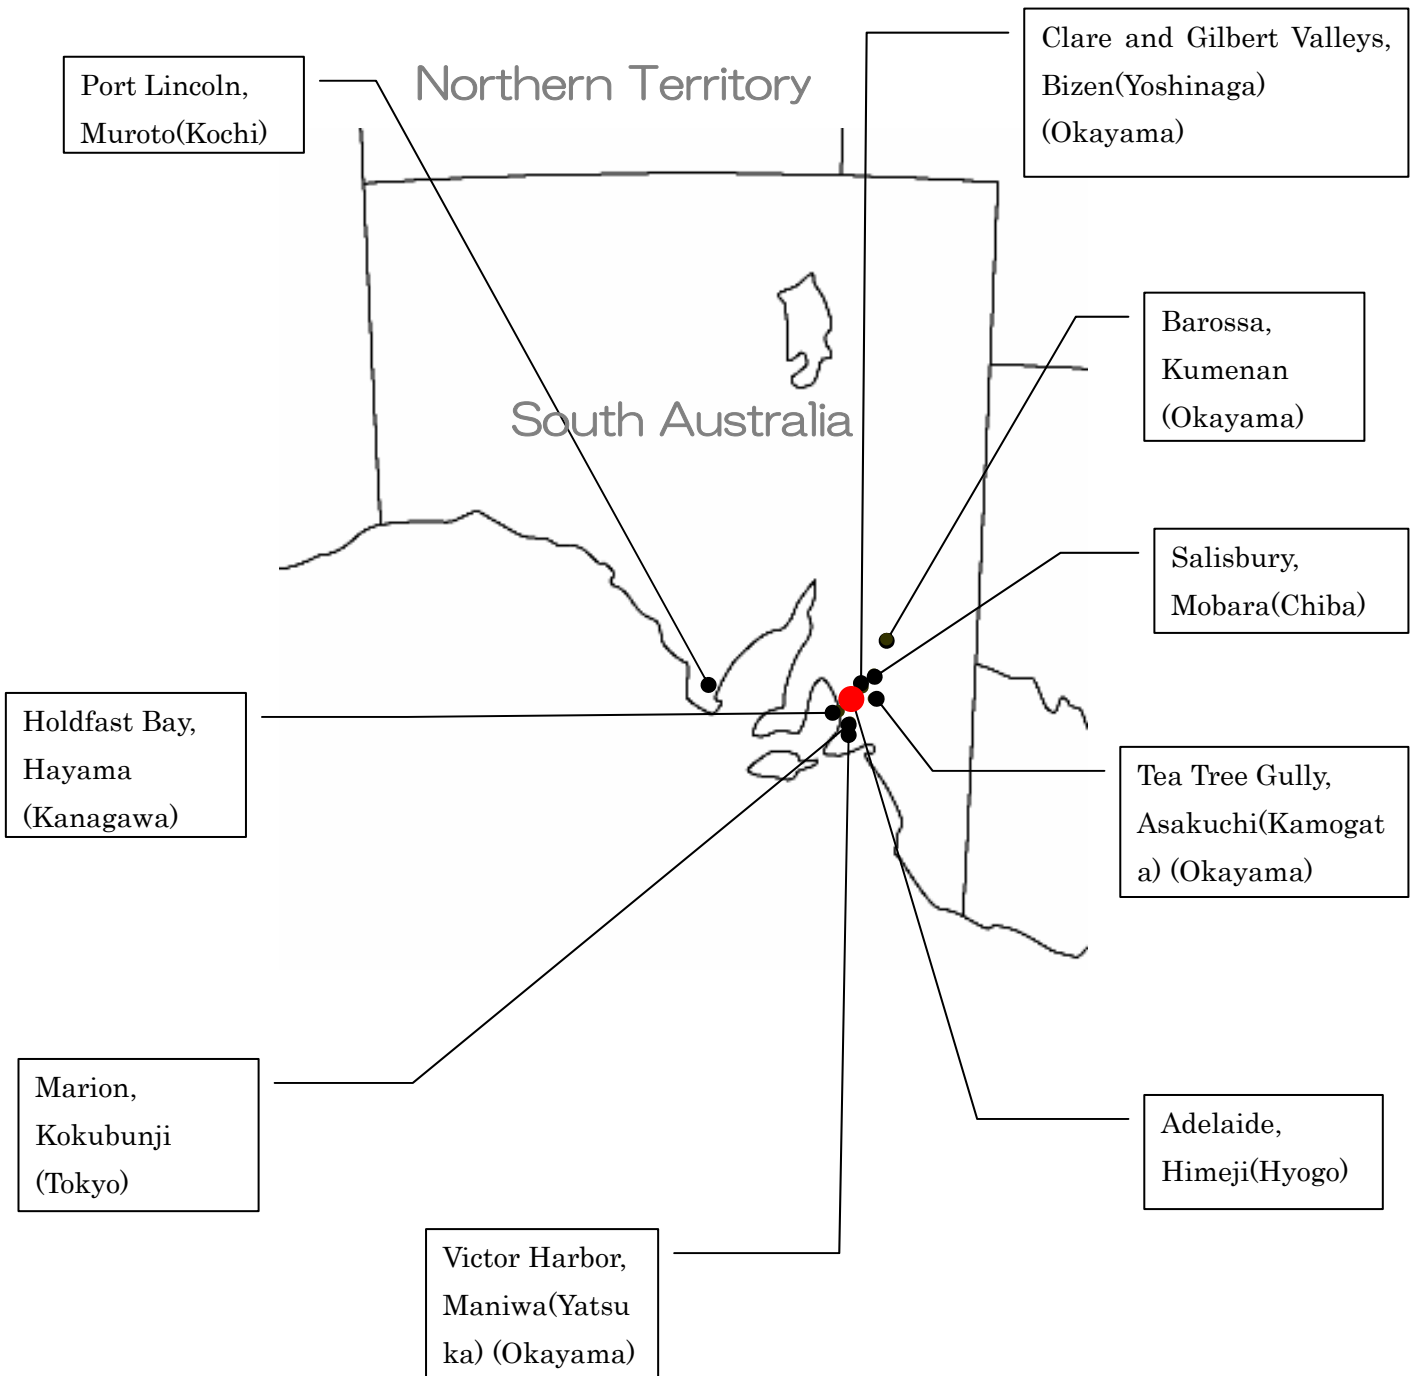 Clare and Gilbert Valleys,
Bizen(Yoshinaga)
(Okayama)
Port Lincoln,
Muroto(Kochi)
Northern Territory
Barossa,
Kumenan
(Okayama)
South Australia
Salisbury,
Mobara(Chiba)
Holdfast Bay,
Hayama
(Kanagawa)
Tea Tree Gully,
Asakuchi(Kamogat
a) (Okayama)
Marion,
Kokubunji
(Tokyo)
Adelaide,
Himeji(Hyogo)
Victor Harbor,
Maniwa(Yatsu
ka) (Okayama)